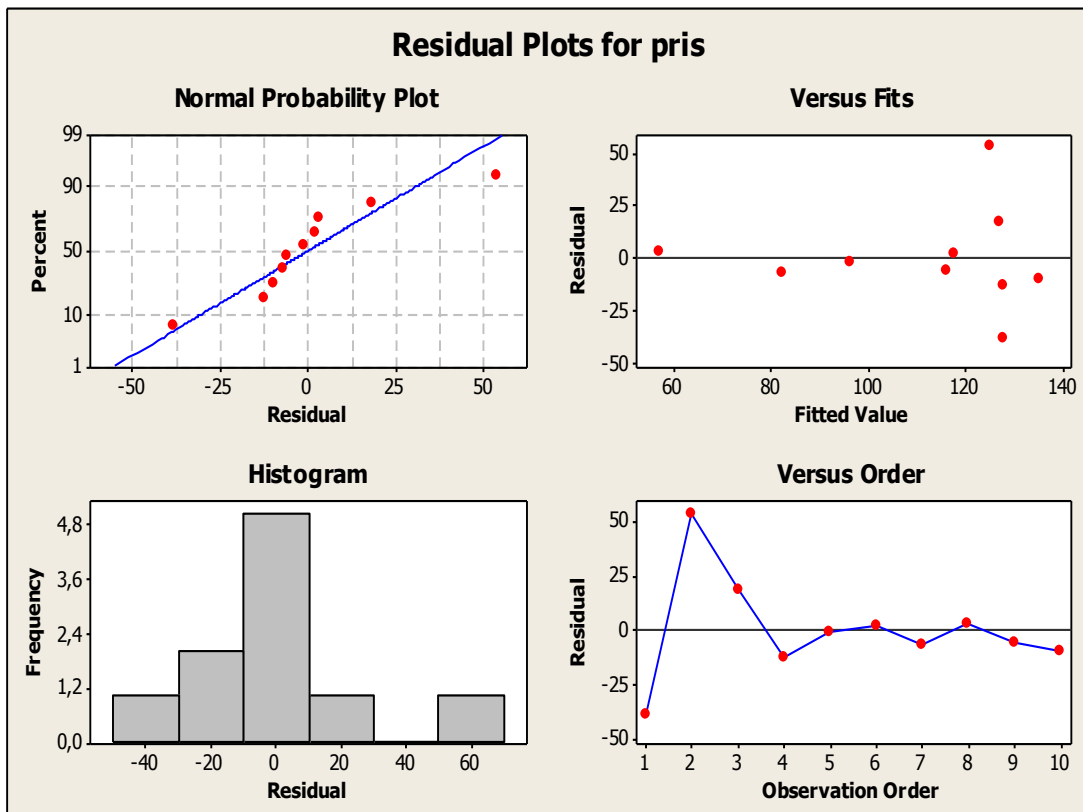 Residual Plots for pris
Normal Probability Plot
99
90
50
10
1
Percent
-50 -25 0 25 50
Residual
Versus Fits
50
25
0
-25
-50
Residual
60 80 100 120 140
Fitted Value
Histogram
4,8
3,6
2,4
1,2
0,0
Frequency
-40 -20 0 20 40 60
Residual
Versus Order
50
25
0
-25
-50
Residual
1 2 3 4 5 6 7 8 9 10
Observation Order